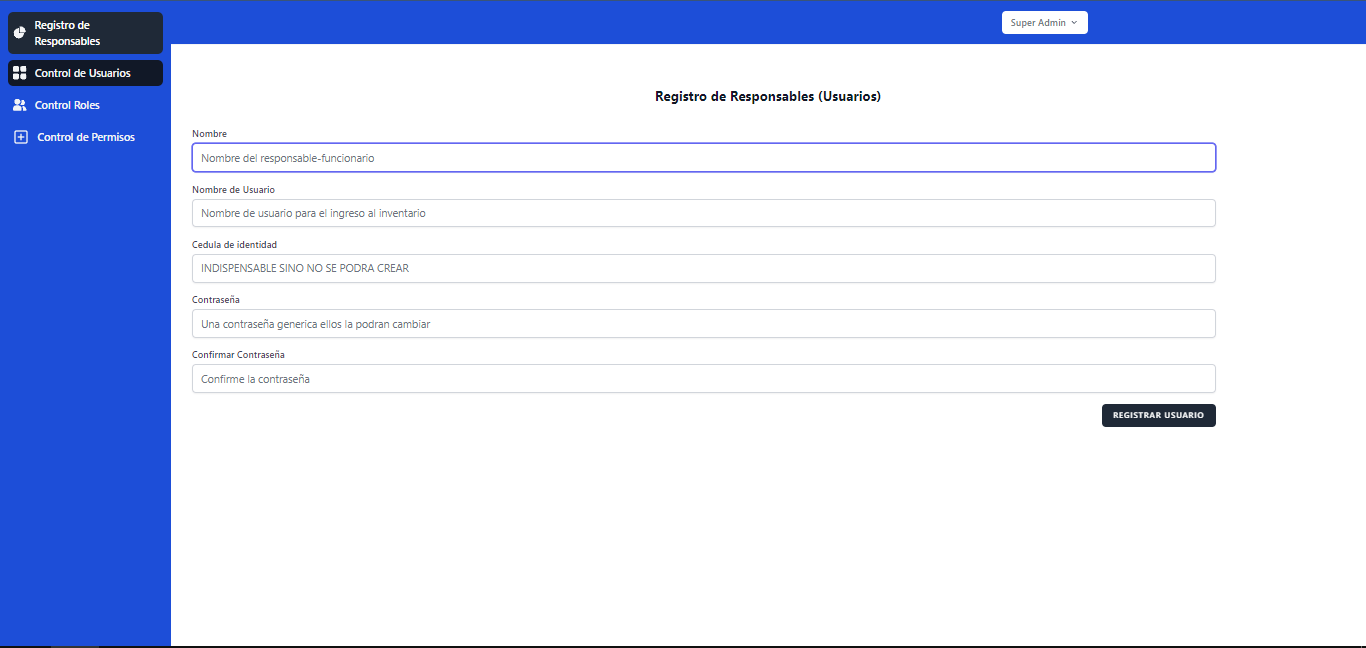 Registro de
Responsables
Control de Usuarios
Control Roles
Control de Permisos
Super Admin
Registro de Responsables (Usuarios)
Nombre
Nombre del responsable-funcionario
Nombre de Usuario
Nombre de usuario para el ingreso al inventario
Cedula de identidad
INDISPENSABLE SINO NO SE PODRA CREAR
Contraseña
Una contraseña generica ellos la podran cambiar
Confirmar Contraseña
Confirme la contraseña
REGISTRAR USUARIO